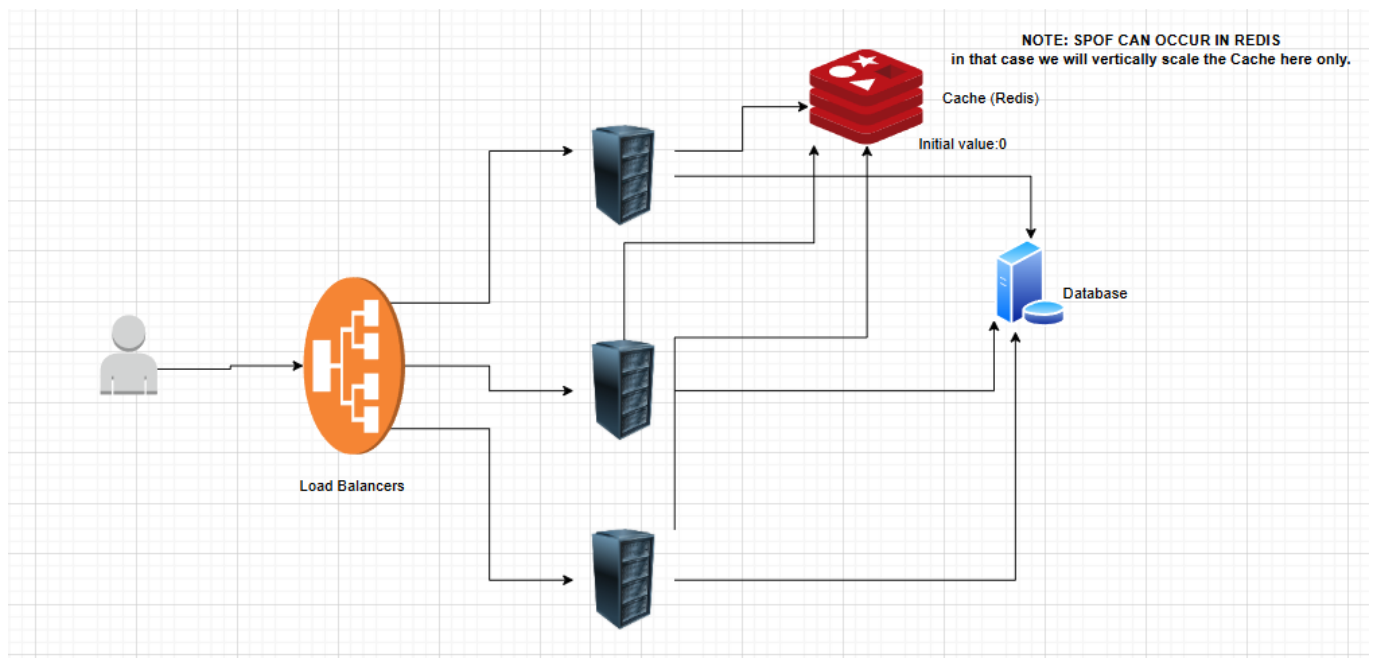 NOTE: SPOF CAN OCCUR IN REDIS
in that case we will vertically scale the Cache here only.
Cache (Redis)
Initial value:0
Database
Load Balancers